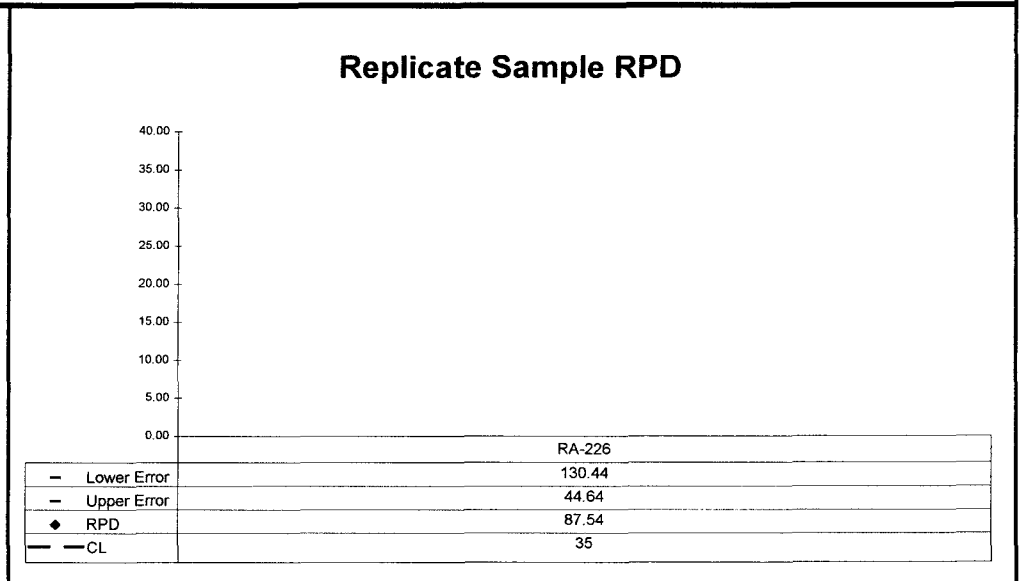 Replicate Sample RPD
40.00
35.00
30.00
25.00
20.00
15.00
10.00
5.00
0.00
RA-226
Lower Error 130.44
Upper Error 44.64
RPD 87.54
CL 35